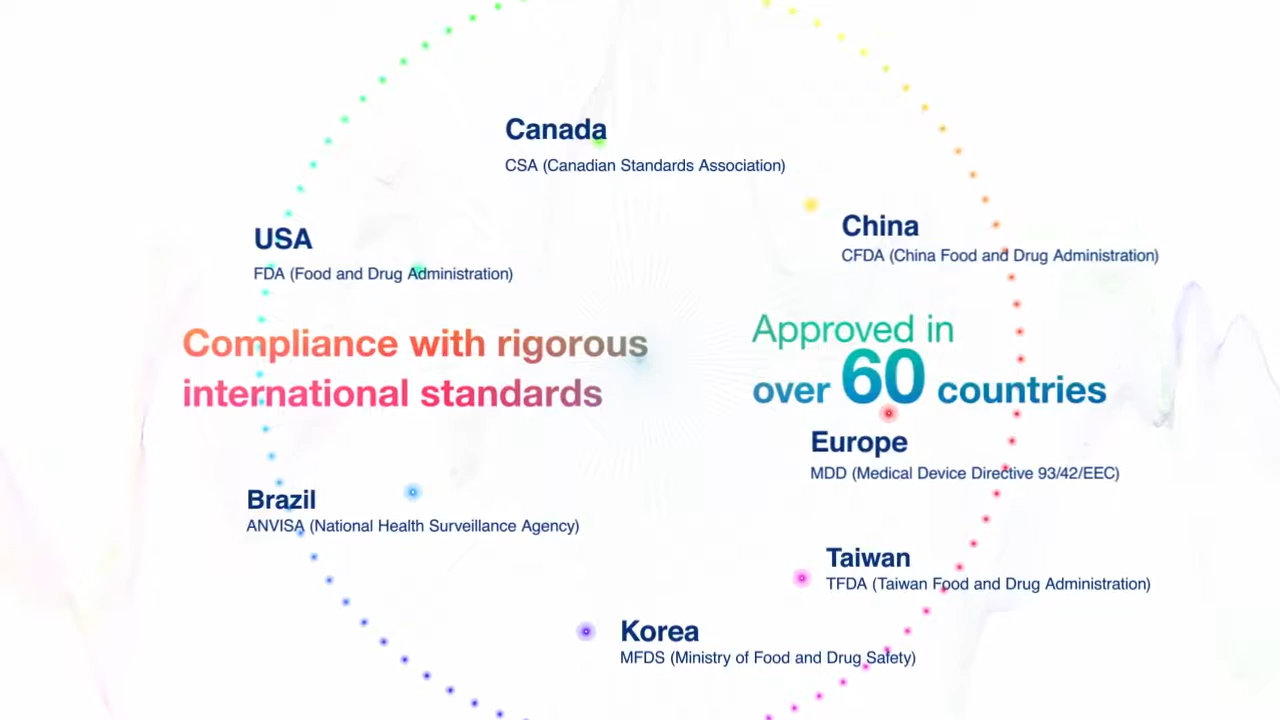 Canada
CSA (Canadian Standards Association)
China
CFDA (China Food and Drug Administration)
USA
FDA (Food and Drug Administration)
Compliance with rigorous
international standards
Approved in
over 60 countries
Europe
MDD (Medical Device Directive 93/42/EEC)
Brazil
ANVISA (National Health Surveillance Agency)
Taiwan
TFDA (Taiwan Food and Drug Administration)
Korea
MFDS (Ministry of Food and Drug Safety)